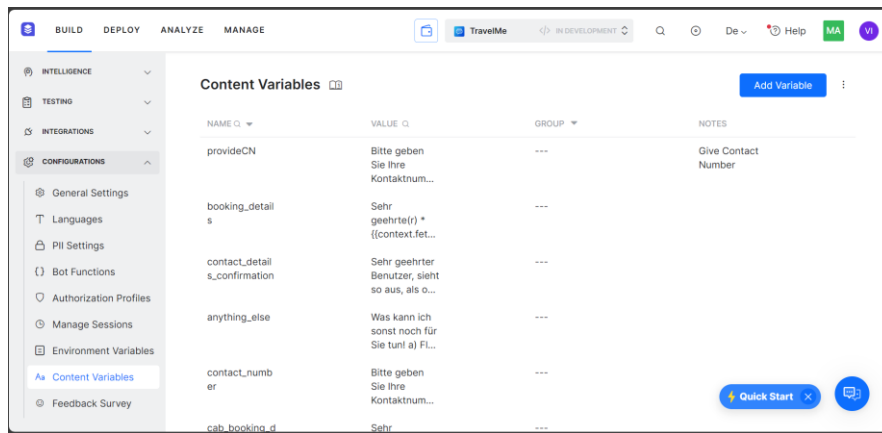 BUILD DEPLOY ANALYZE MANAGE TravelMe </> IN DEVELOPMENT De Help MA VI
INTELLIGENCE
TESTING
INTEGRATIONS
CONFIGURATIONS
General Settings
Languages
PII Settings
Bot Functions
Authorization Profiles
Manage Sessions
Environment Variables
Aa Content Variables
Feedback Survey
Content Variables
Add Variable
NAME VALUE GROUP NOTES
provideCN
Bitte geben
Sie Ihre
Kontaktnum...
---
Give Contact
Number
booking_detail
s
Sehr
geehrte(r) *
{{context.fet...
---
contact_detail
s_confirmation
Sehr geehrter
Benutzer, sieht
so aus, als o...
---
anything_else
Was kann ich
sonst noch für
Sie tun! a) Fl...
---
contact_numb
er
Bitte geben
Sie Ihre
Kontaktnum...
---
cab_booking_d
Sehr
---
Quick Start